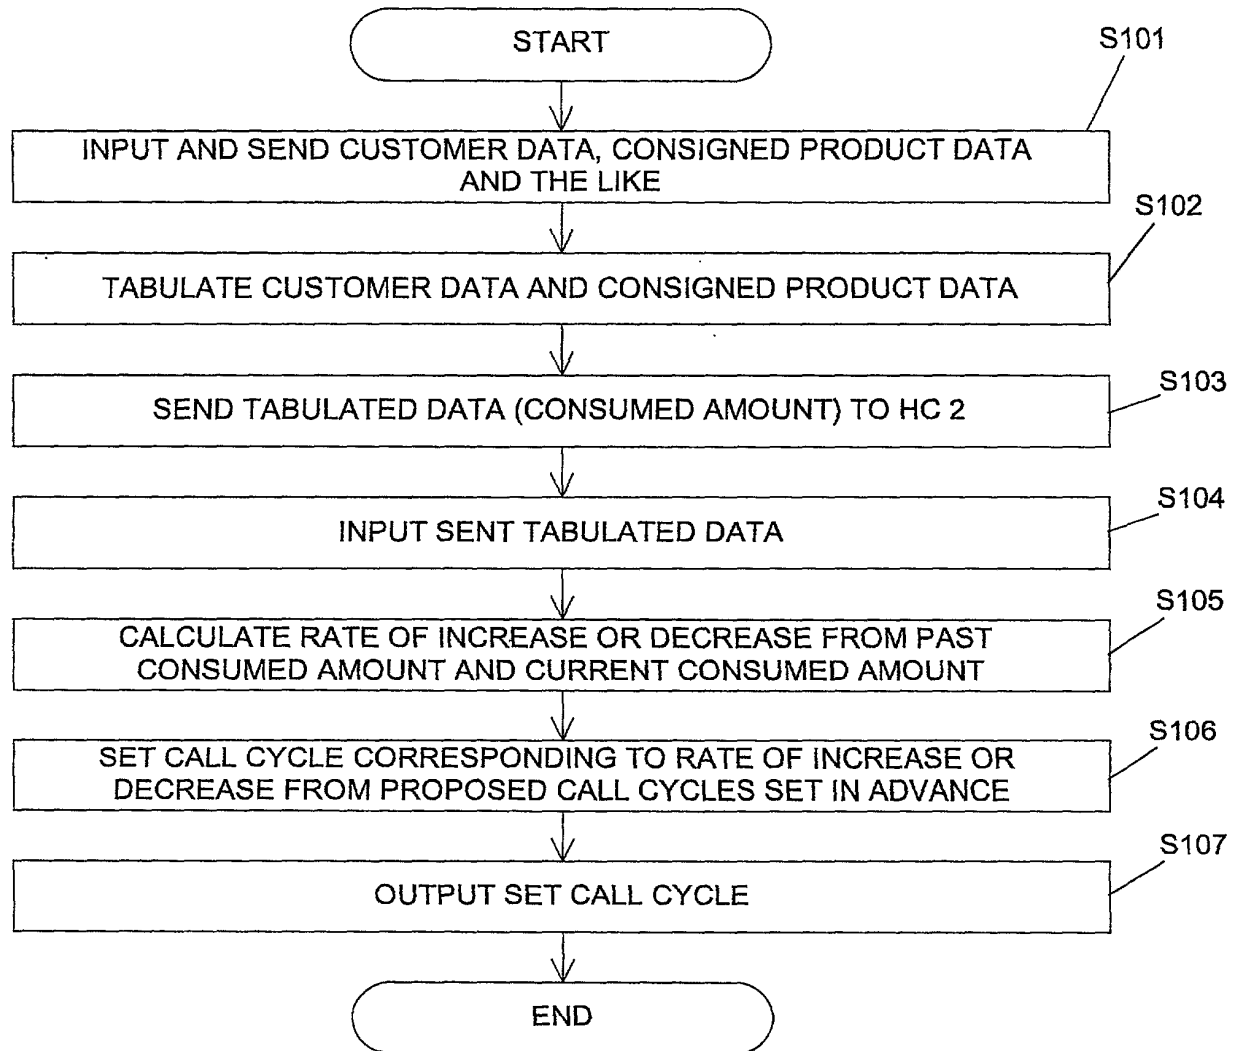 START
S101
INPUT AND SEND CUSTOMER DATA, CONSIGNED PRODUCT DATA
AND THE LIKE
S102
TABULATE CUSTOMER DATA AND CONSIGNED PRODUCT DATA
S103
SEND TABULATED DATA (CONSUMED AMOUNT) TO HC 2
S104
INPUT SENT TABULATED DATA
S105
CALCULATE RATE OF INCREASE OR DECREASE FROM PAST
CONSUMED AMOUNT AND CURRENT CONSUMED AMOUNT
S106
SET CALL CYCLE CORRESPONDING TO RATE OF INCREASE OR
DECREASE FROM PROPOSED CALL CYCLES SET IN ADVANCE
S107
OUTPUT SET CALL CYCLE
END